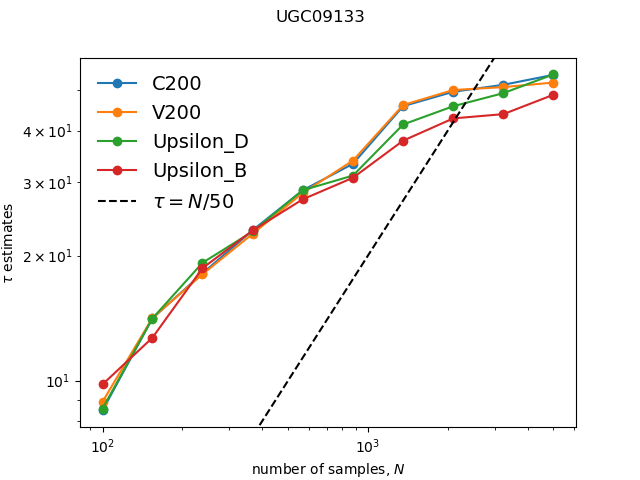 UGC09133
C200
V200
Upsilon_D
Upsilon_B
τ = N/50
4 × 10¹
3 × 10¹
2 × 10¹
10¹
τ estimates
10² 10³
number of samples, N